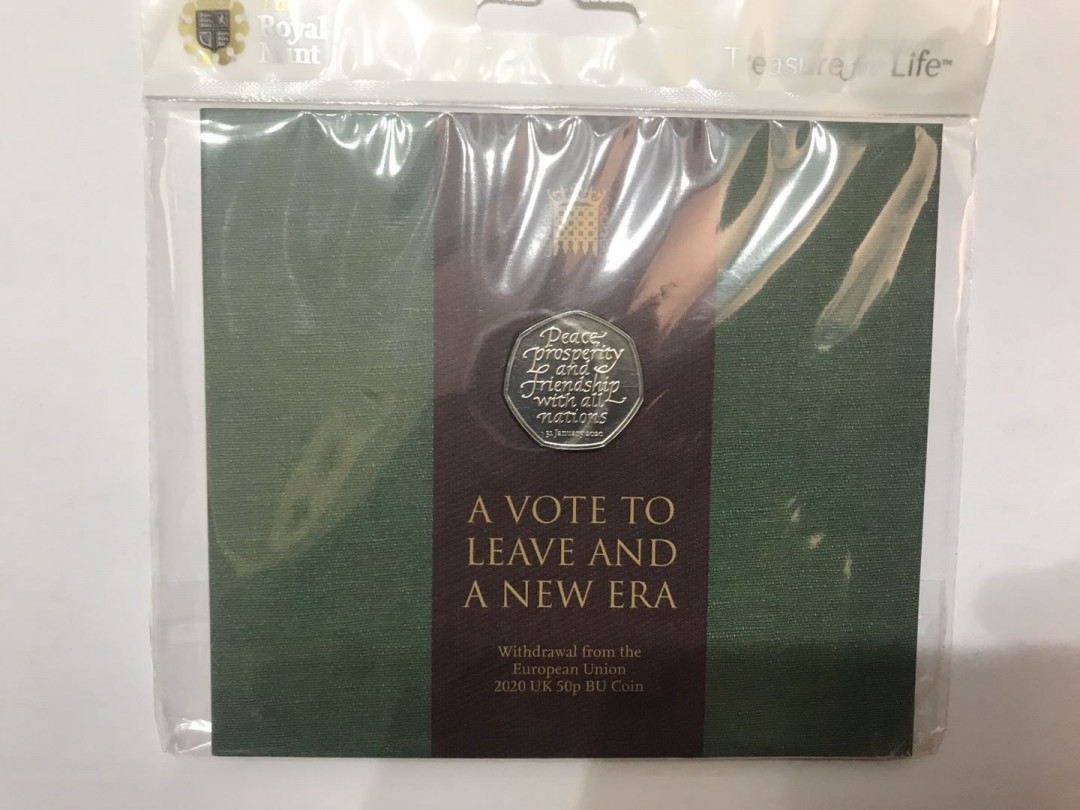 The
Royal
Mint
Treasure for Life™
Peace,
prosperity
and
friendship
with all
nations
31 January 2020
A VOTE TO
LEAVE AND
A NEW ERA
Withdrawal from the
European Union
2020 UK 50p BU Coin